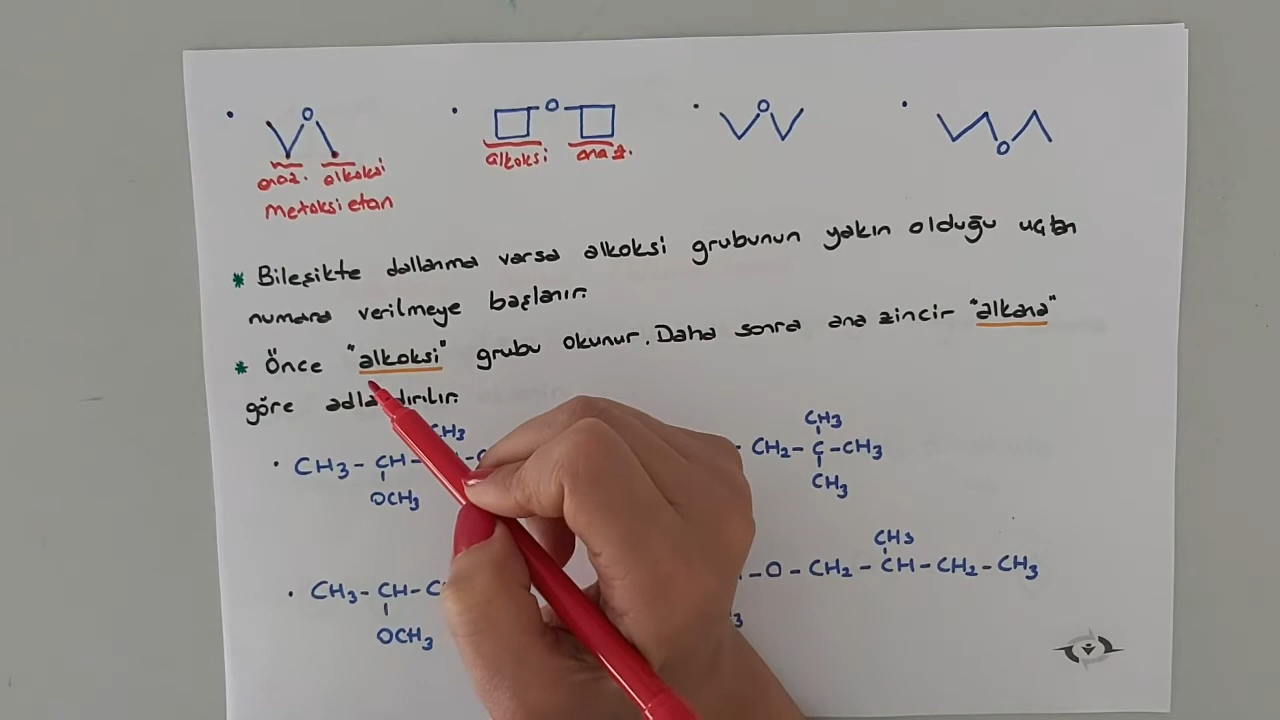 O O O
anaz. alkoksi alkoksi ana z. O
Metoksi etan
* Bileşikte dallanma varsa alkoksi grubunun yakın olduğu uçtan
numara verilmeye başlanır.
* Önce "alkoksi" grubu okunur. Daha sonra ana zincir "alkana"
göre adlandırılır.
CH3
CH3
CH3 - CH - CH2 - C - CH3
OCH3 CH3
CH3
CH3 - CH - C - O - CH2 - CH - CH2 - CH3
OCH3